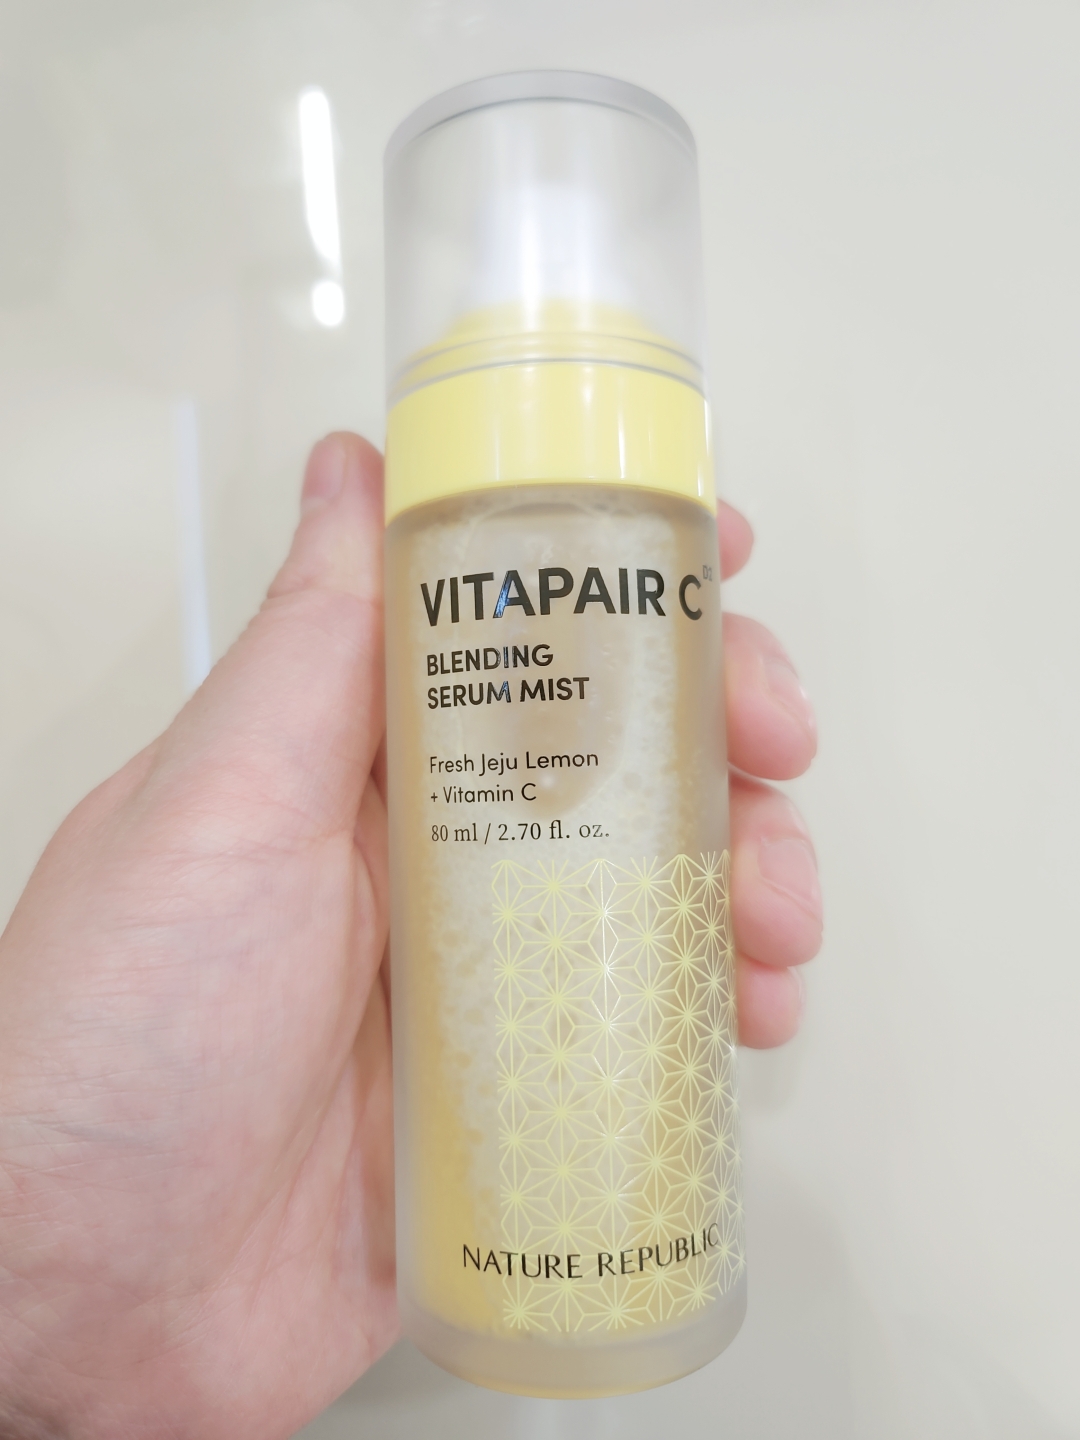 VITAPAIR C
BLENDING
SERUM MIST
Fresh Jeju Lemon
+ Vitamin C
80 ml / 2.70 fl. oz.
NATURE REPUBLIC